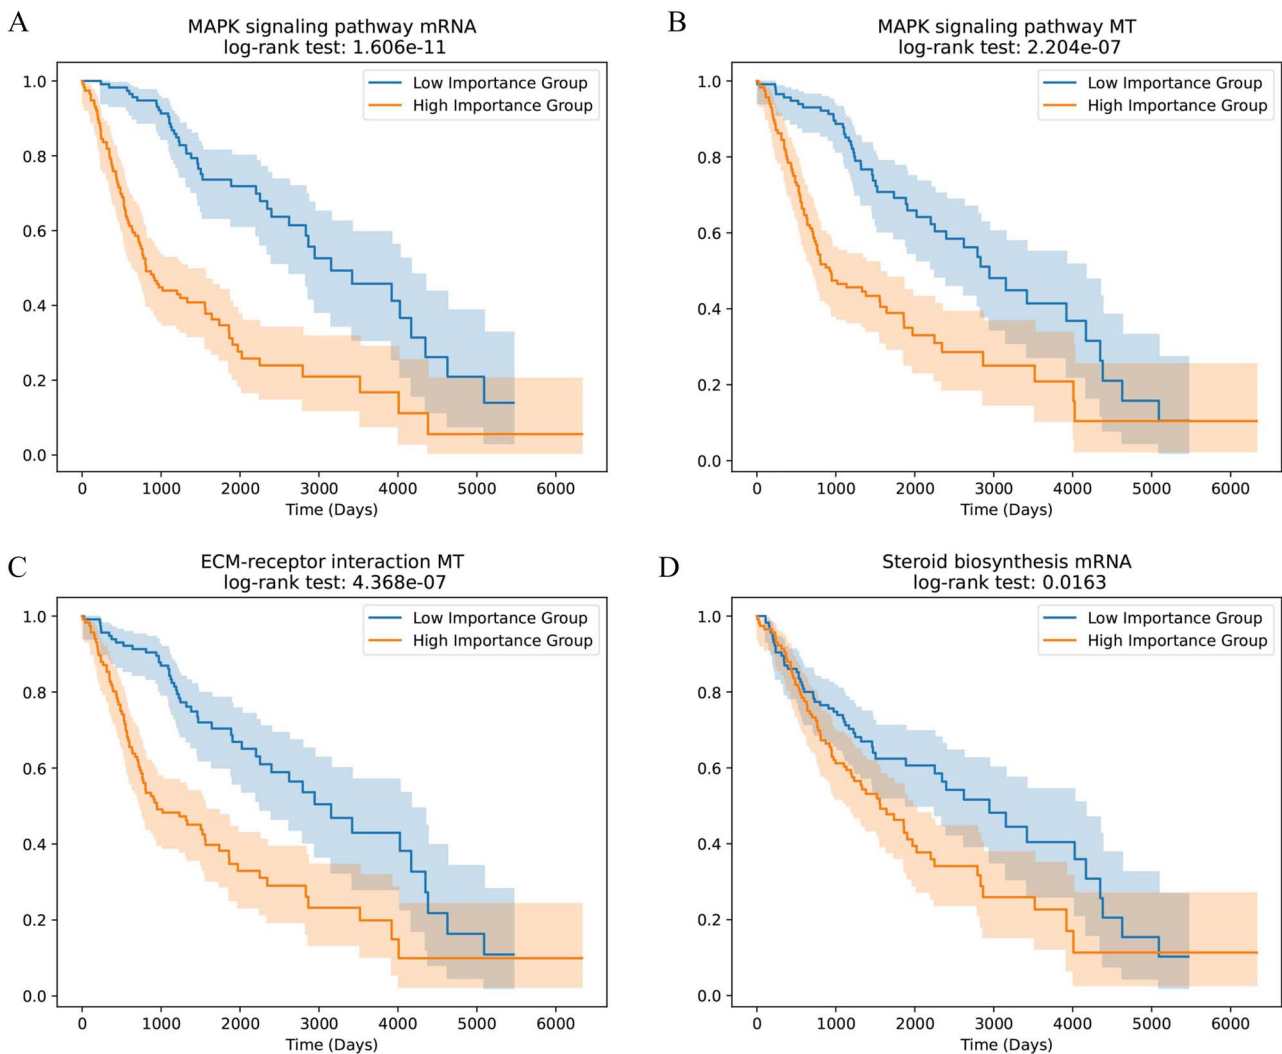 A
MAPK signaling pathway mRNA
log-rank test: 1.606e-11
Low Importance Group
High Importance Group
1.0
0.8
0.6
0.4
0.2
0.0
0 1000 2000 3000 4000 5000 6000
Time (Days)
B
MAPK signaling pathway MT
log-rank test: 2.204e-07
Low Importance Group
High Importance Group
1.0
0.8
0.6
0.4
0.2
0.0
0 1000 2000 3000 4000 5000 6000
Time (Days)
C
ECM-receptor interaction MT
log-rank test: 4.368e-07
Low Importance Group
High Importance Group
1.0
0.8
0.6
0.4
0.2
0.0
0 1000 2000 3000 4000 5000 6000
Time (Days)
D
Steroid biosynthesis mRNA
log-rank test: 0.0163
Low Importance Group
High Importance Group
1.0
0.8
0.6
0.4
0.2
0.0
0 1000 2000 3000 4000 5000 6000
Time (Days)